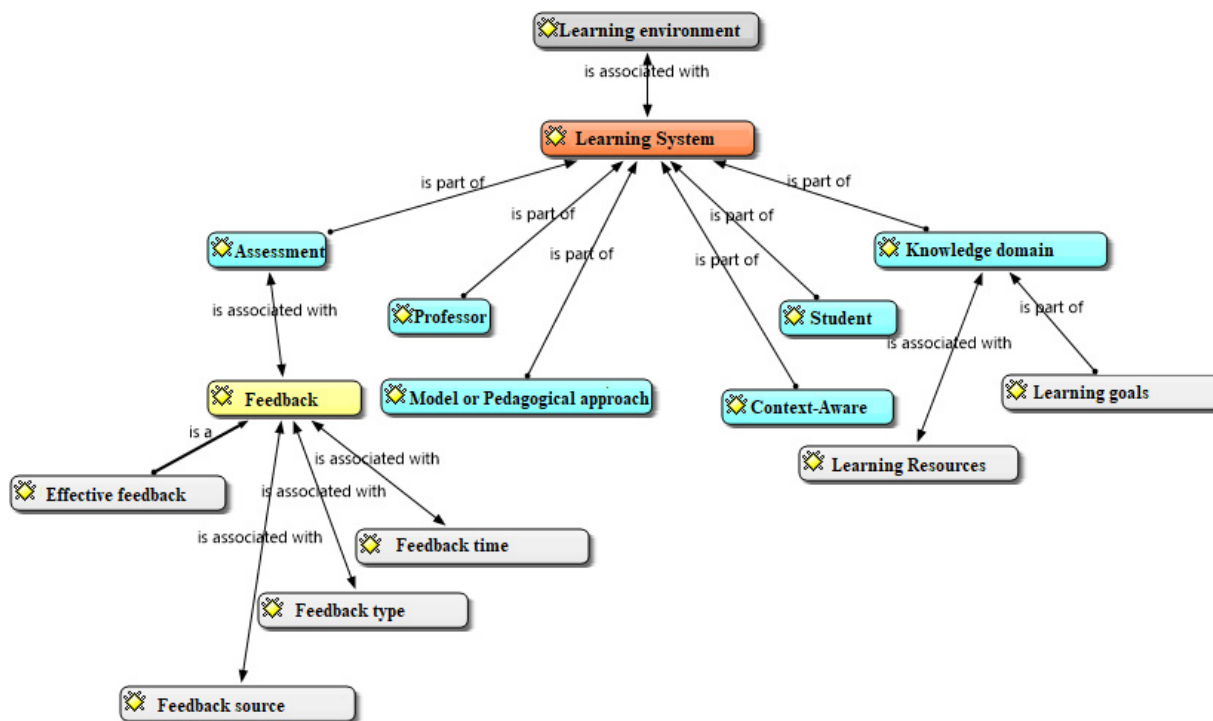 Learning environment
is associated with
Learning System
is part of
is part of
is part of
is part of
is part of
is part of
Assessment
Knowledge domain
is associated with
Professor
Student
is associated with
is part of
Feedback
Model or Pedagogical approach
Context-Aware
Learning goals
is a
is associated with
Learning Resources
Effective feedback
is associated with
is associated with
Feedback time
Feedback type
Feedback source